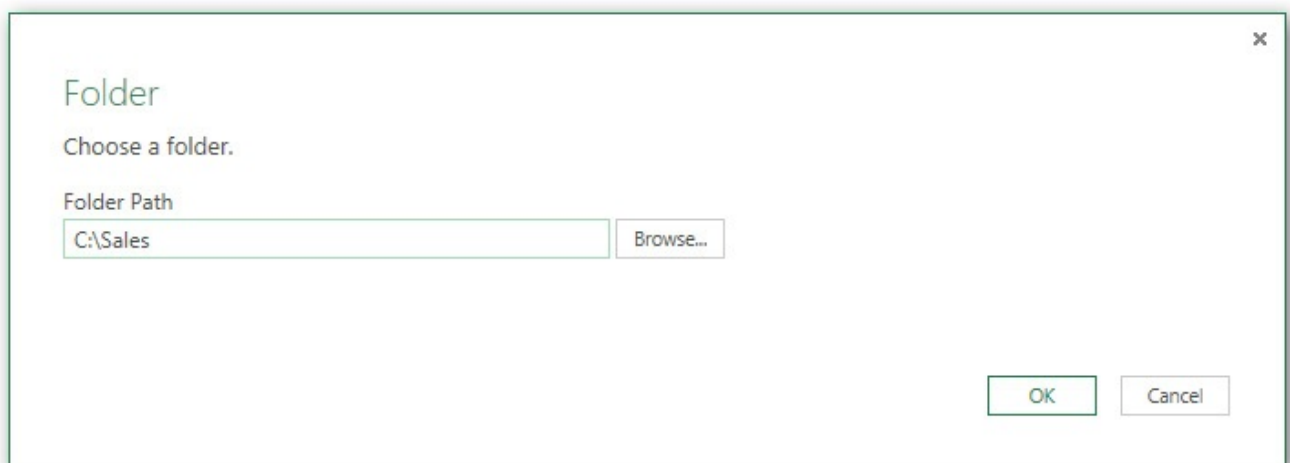 Folder
Choose a folder.
Folder Path
C:\Sales
Browse...
OK
Cancel